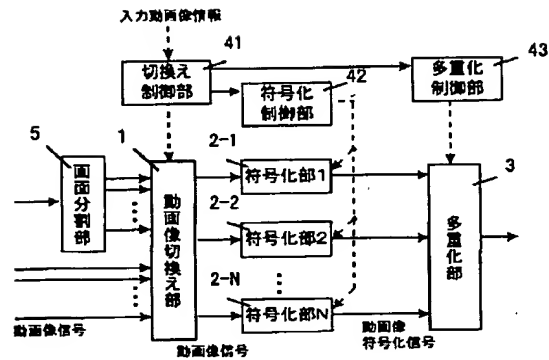 入力動画像情報
41
切換え
制御部
42
符号化
制御部
43
多重化
制御部
5
画面分割部
1
動画像切換え部
2-1
符号化部1
2-2
符号化部2
2-N
符号化部N
3
多重化部
動画像信号
動画像信号
動画像
符号化信号